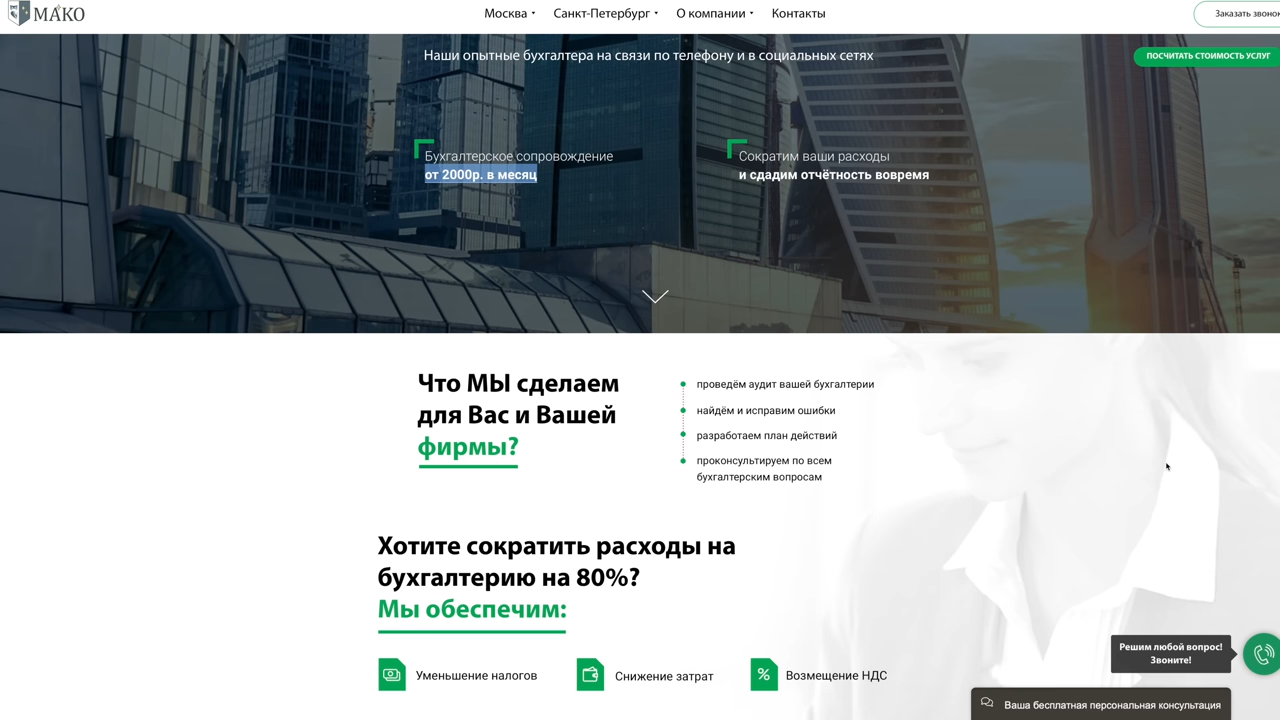 МАКО
Москва
Санкт-Петербург
О компании
Контакты
Заказать звонок
Наши опытные бухгалтера на связи по телефону и в социальных сетях
ПОСЧИТАТЬ СТОИМОСТЬ УСЛУГ
Бухгалтерское сопровождение
от 2000р. в месяц
Сократим ваши расходы
и сдадим отчётность вовремя
Что МЫ сделаем
для Вас и Вашей
фирмы?
проведём аудит вашей бухгалтерии
найдём и исправим ошибки
разработаем план действий
проконсультируем по всем
бухгалтерским вопросам
Хотите сократить расходы на
бухгалтерию на 80%?
Мы обеспечим:
Уменьшение налогов
Снижение затрат
%
Возмещение НДС
Решим любой вопрос!
Звоните!
Ваша бесплатная персональная консультация